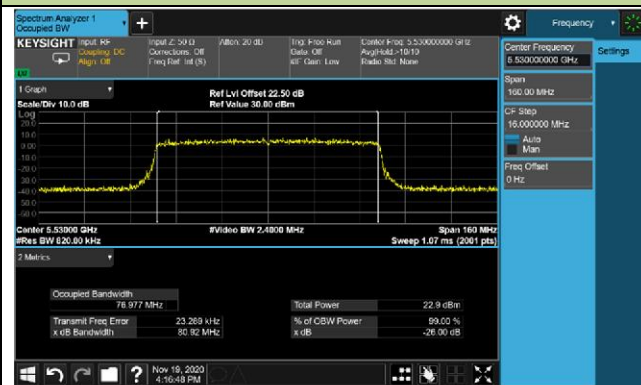 Spectrum Analyzer 1
Occupied BW
Frequency
KEYSIGHT
Input: RF
Coupling: DC
Align: Off
Input Z: 50 Ω
Corrections: Off
Freq Ref: Int (S)
Atten: 20 dB
Trig: Free Run
Gate: Off
#IF Gain: Low
Center Freq: 5.530000000 GHz
Avg|Hold:>10/10
Radio Std: None
Center Frequency
5.530000000 GHz
Settings
Span
160.00 MHz
CF Step
16.000000 MHz
Auto
Man
Freq Offset
0 Hz
1 Graph
Scale/Div 10.0 dB
Ref Lvl Offset 22.50 dB
Ref Value 30.00 dBm
Log
20.0
10.0
0.00
-10.0
-20.0
-30.0
-40.0
-50.0
-60.0
Center 5.53000 GHz
#Res BW 820.00 kHz
#Video BW 2.4000 MHz
Span 160 MHz
Sweep 1.07 ms (2001 pts)
2 Metrics
Occupied Bandwidth
76.977 MHz
Total Power
22.9 dBm
Transmit Freq Error
23.289 kHz
% of OBW Power
99.00 %
x dB Bandwidth
80.92 MHz
x dB
-26.00 dB
?
Nov 19, 2020
4:16:48 PM